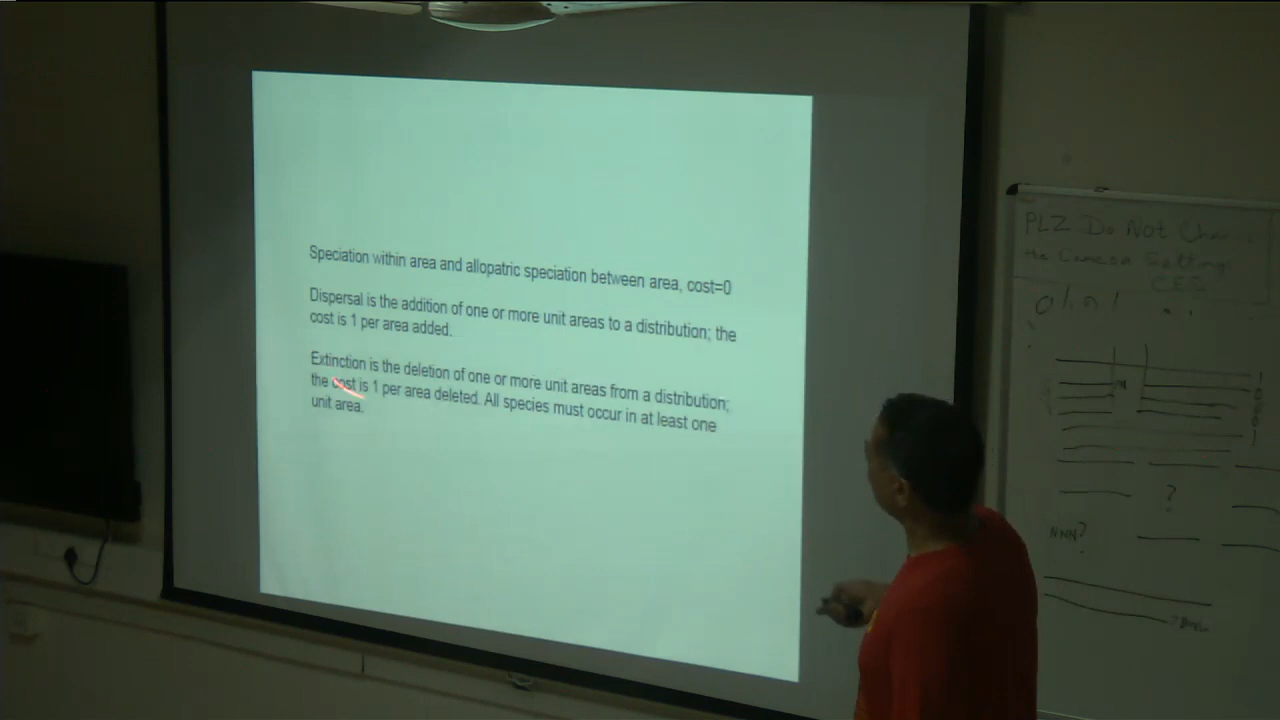 Speciation within area and allopatric speciation between area, cost=0
Dispersal is the addition of one or more unit areas to a distribution; the
cost is 1 per area added.
Extinction is the deletion of one or more unit areas from a distribution;
the cost is 1 per area deleted. All species must occur in at least one
unit area.
PLZ Do Not
the Camera Settings
CES
?
NWN?